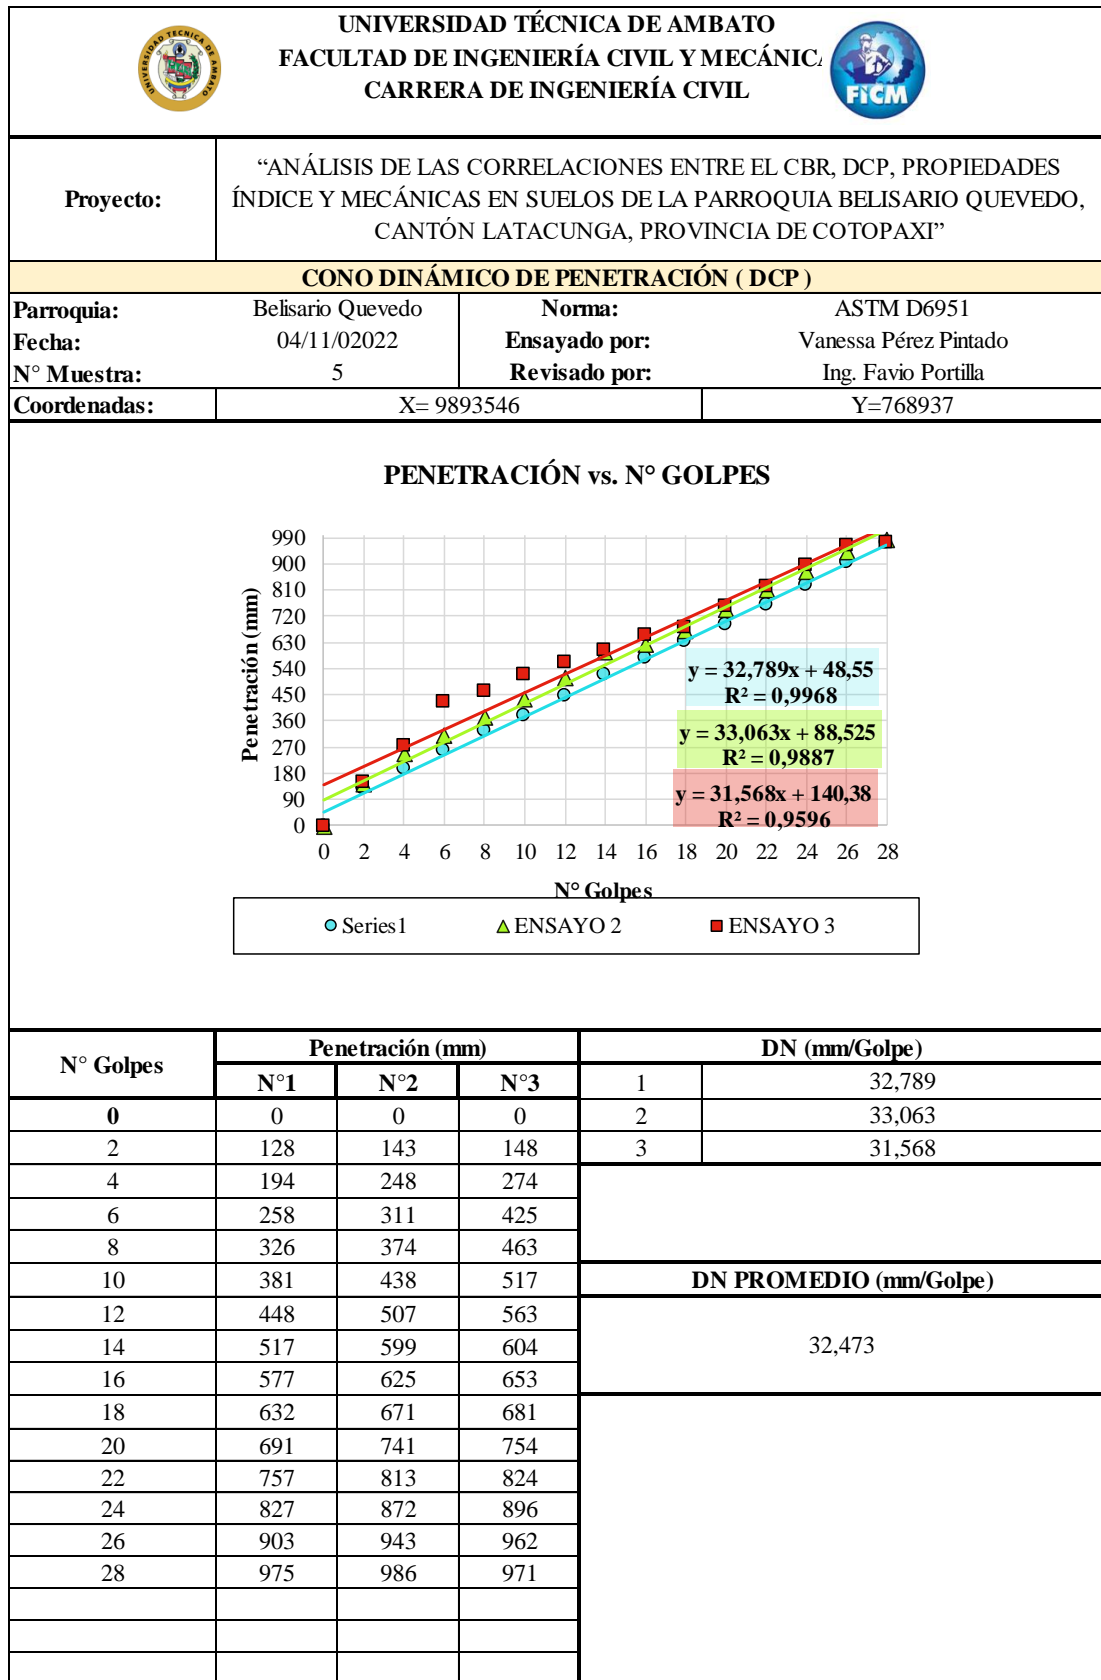 UNIVERSIDAD TÉCNICA DE AMBATO
FACULTAD DE INGENIERÍA CIVIL Y MECÁNICA
CARRERA DE INGENIERÍA CIVIL
UNIVERSIDAD TECNICA DE AMBATO
FICM
Proyecto:
“ANÁLISIS DE LAS CORRELACIONES ENTRE EL CBR, DCP, PROPIEDADES
ÍNDICE Y MECÁNICAS EN SUELOS DE LA PARROQUIA BELISARIO QUEVEDO,
CANTÓN LATACUNGA, PROVINCIA DE COTOPAXI”
CONO DINÁMICO DE PENETRACIÓN ( DCP )
Parroquia: Belisario Quevedo Norma: ASTM D6951
Fecha: 04/11/02022 Ensayado por: Vanessa Pérez Pintado
N° Muestra: 5 Revisado por: Ing. Favio Portilla
Coordenadas: X= 9893546 Y=768937
PENETRACIÓN vs. N° GOLPES
Penetración (mm)
990
900
810
720
630
540
450
360
270
180
90
0
y = 32,789x + 48,55
R² = 0,9968
y = 33,063x + 88,525
R² = 0,9887
y = 31,568x + 140,38
R² = 0,9596
0 2 4 6 8 10 12 14 16 18 20 22 24 26 28
N° Golpes
Series1 ENSAYO 2 ENSAYO 3
N° Golpes Penetración (mm) DN (mm/Golpe)
N°1 N°2 N°3 1 32,789
0 0 0 0 2 33,063
2 128 143 148 3 31,568
4 194 248 274
6 258 311 425
8 326 374 463
10 381 438 517 DN PROMEDIO (mm/Golpe)
12 448 507 563
14 517 599 604 32,473
16 577 625 653
18 632 671 681
20 691 741 754
22 757 813 824
24 827 872 896
26 903 943 962
28 975 986 971